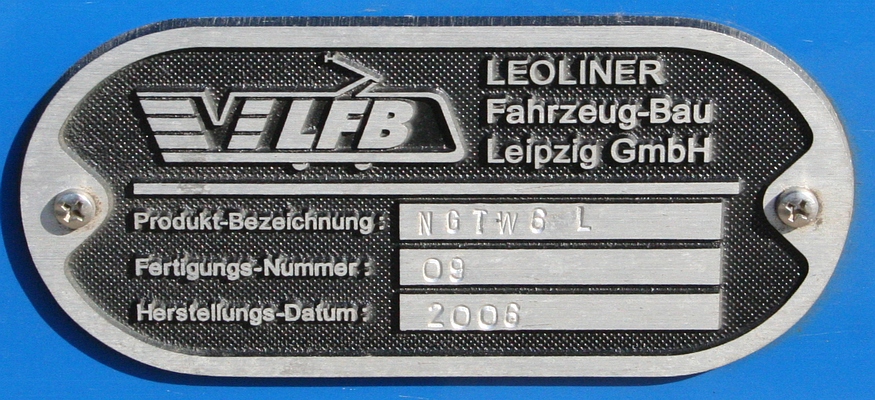 LFB
LEOLINER
Fahrzeug-Bau
Leipzig GmbH
Produkt-Bezeichnung: NGTW6 L
Fertigungs-Nummer: 09
Herstellungs-Datum: 2006